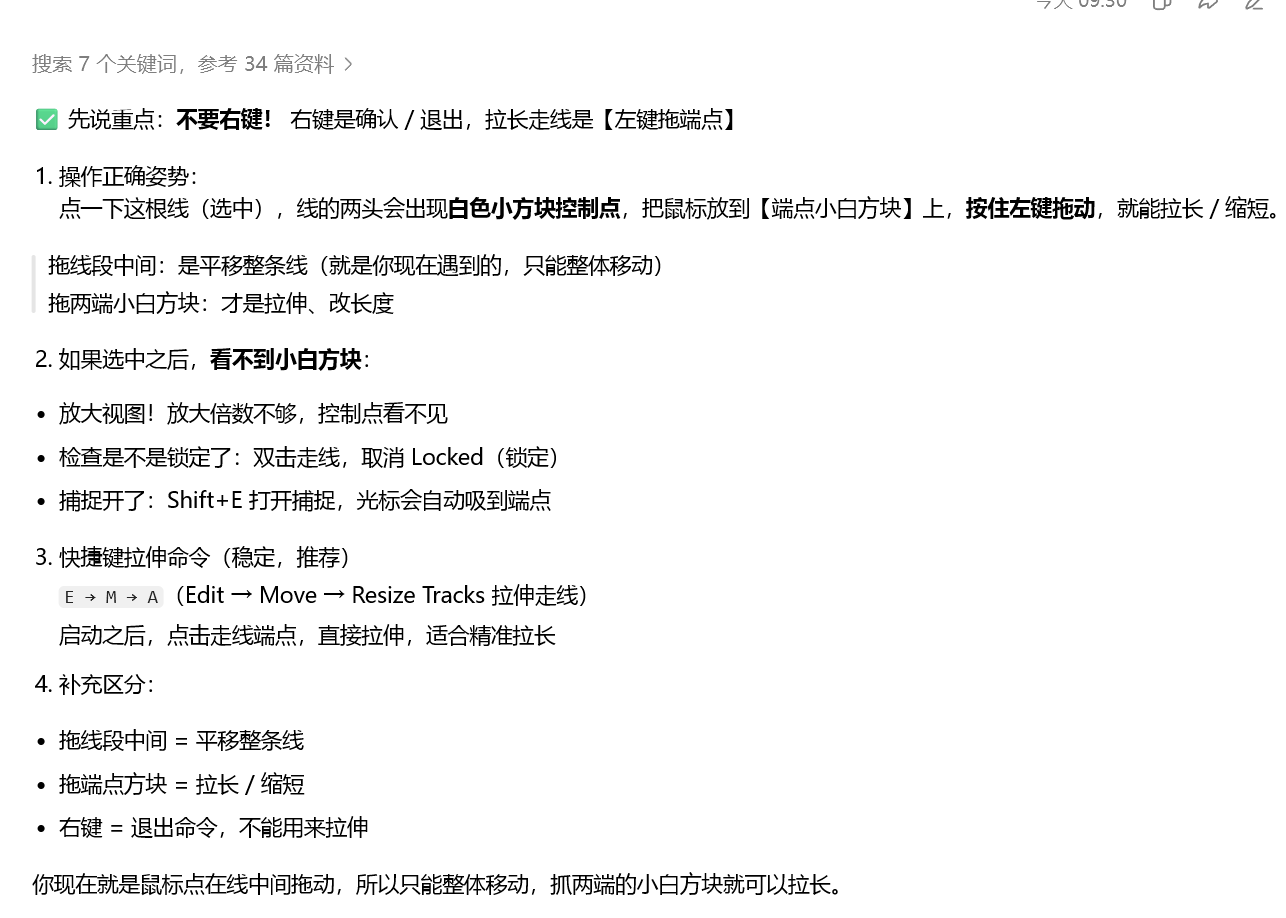 今天 09:30
搜索 7 个关键词，参考 34 篇资料 >
✅ 先说重点：不要右键！ 右键是确认 / 退出，拉长走线是【左键拖端点】
1. 操作正确姿势：
点一下这根线（选中），线的两头会出现白色小方块控制点，把鼠标放到【端点小白方块】上，按住左键拖动，就能拉长 / 缩短。
拖线段中间：是平移整条线（就是你现在遇到的，只能整体移动）
拖两端小白方块：才是拉伸、改长度
2. 如果选中之后，看不到小白方块：
• 放大视图！放大倍数不够，控制点看不见
• 检查是不是锁定了：双击走线，取消 Locked（锁定）
• 捕捉开了：Shift+E 打开捕捉，光标会自动吸到端点
3. 快捷键拉伸命令（稳定，推荐）
E → M → A（Edit → Move → Resize Tracks 拉伸走线）
启动之后，点击走线端点，直接拉伸，适合精准拉长
4. 补充区分：
• 拖线段中间 = 平移整条线
• 拖端点方块 = 拉长 / 缩短
• 右键 = 退出命令，不能用来拉伸
你现在就是鼠标点在线中间拖动，所以只能整体移动，抓两端的小白方块就可以拉长。